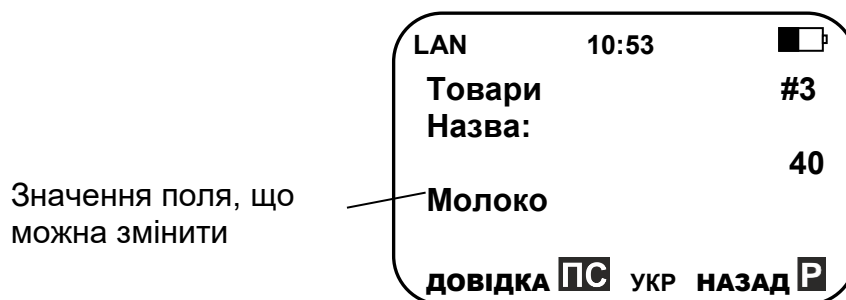 LAN 10:53
Товари #3
Назва:
40
Значення поля, що
можна змінити
Молоко
ДОВІДКА ПС УКР НАЗАД Р